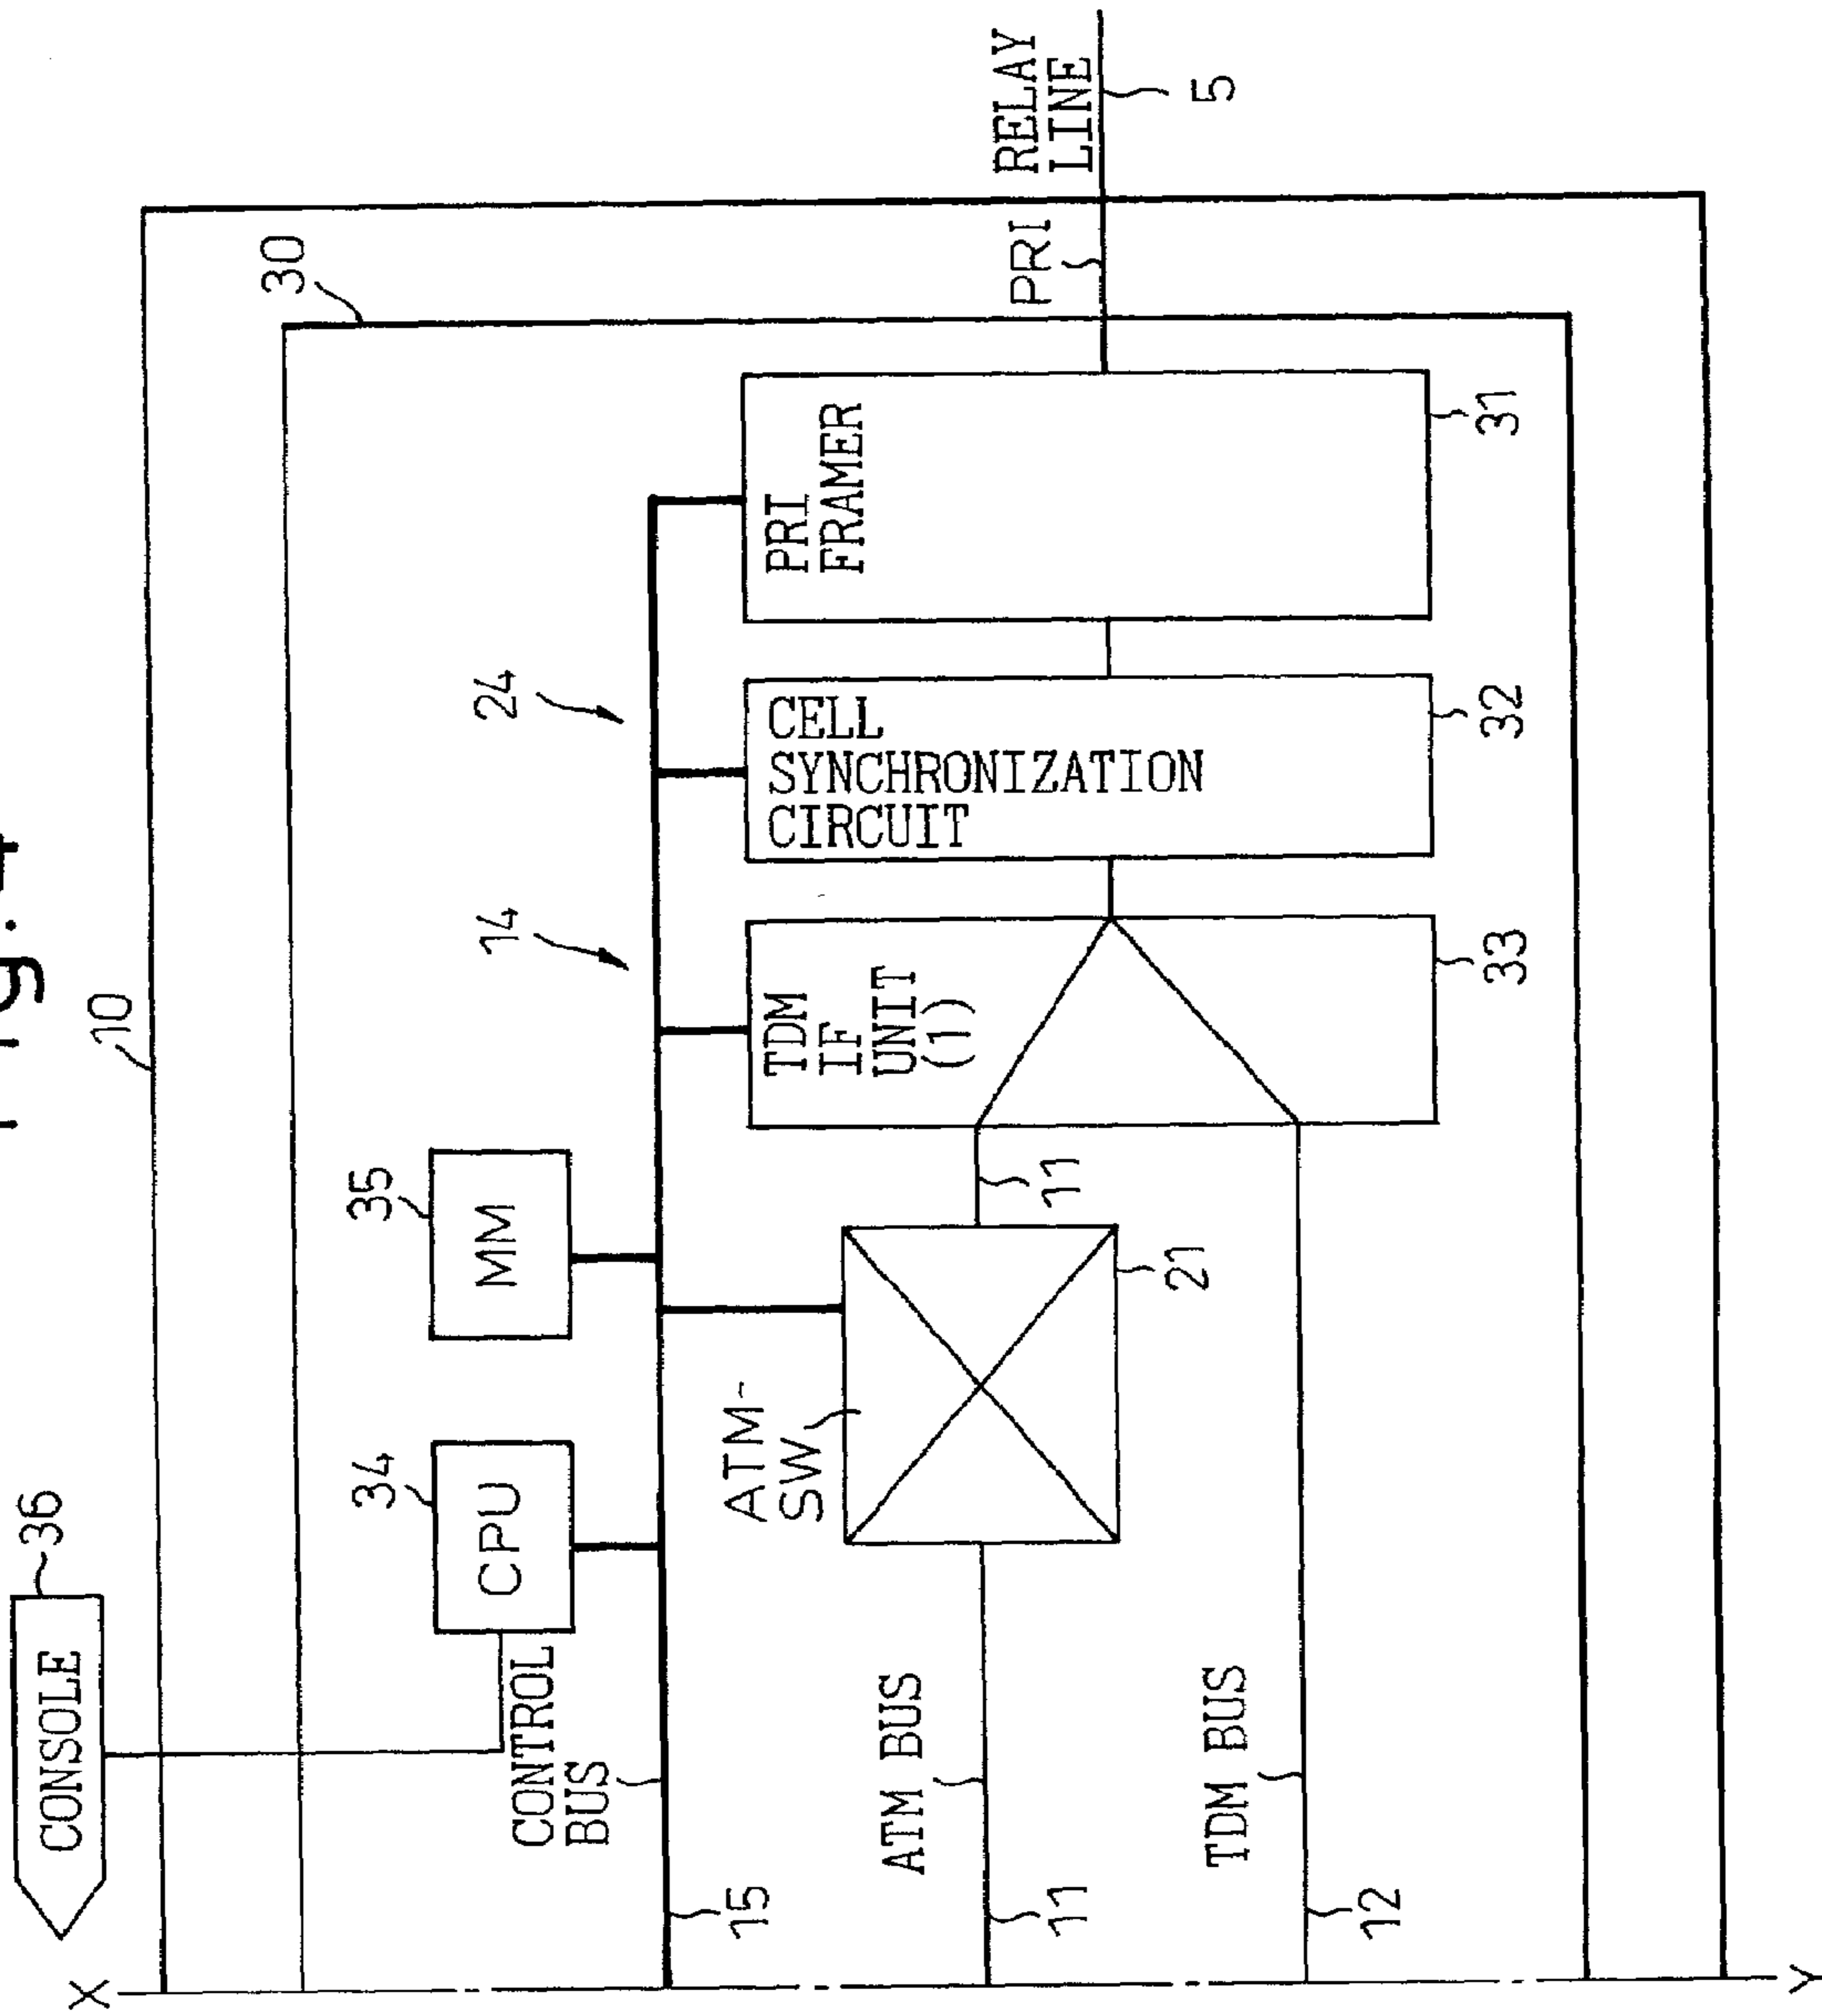 Fig. 4
CONSOLE
36
10
30
34
CPU
35
MM
14
24
CONTROL
BUS
15
ATM-
SW
21
ATM BUS
11
11
TDM BUS
12
TDM
IF
UNIT
(1)
33
CELL
SYNCHRONIZATION
CIRCUIT
32
PRI
FRAMER
31
PRI
RELAY
LINE
5
X
Y